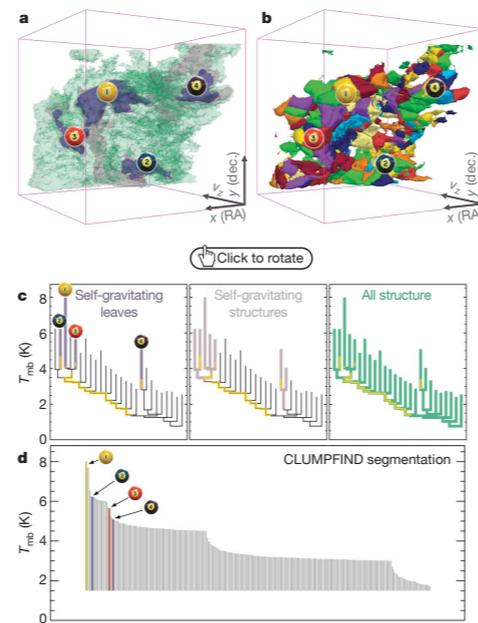 a
b
1
4
3
2
1
4
3
2
v_z
y (dec.)
x (RA)
v_z
y (dec.)
x (RA)
Click to rotate
c
Self-gravitating
leaves
Self-gravitating
structures
All structure
8
6
4
2
0
T_mb (K)
1
2
3
4
d
CLUMPFIND segmentation
8
6
4
2
0
T_mb (K)
1
2
3
4